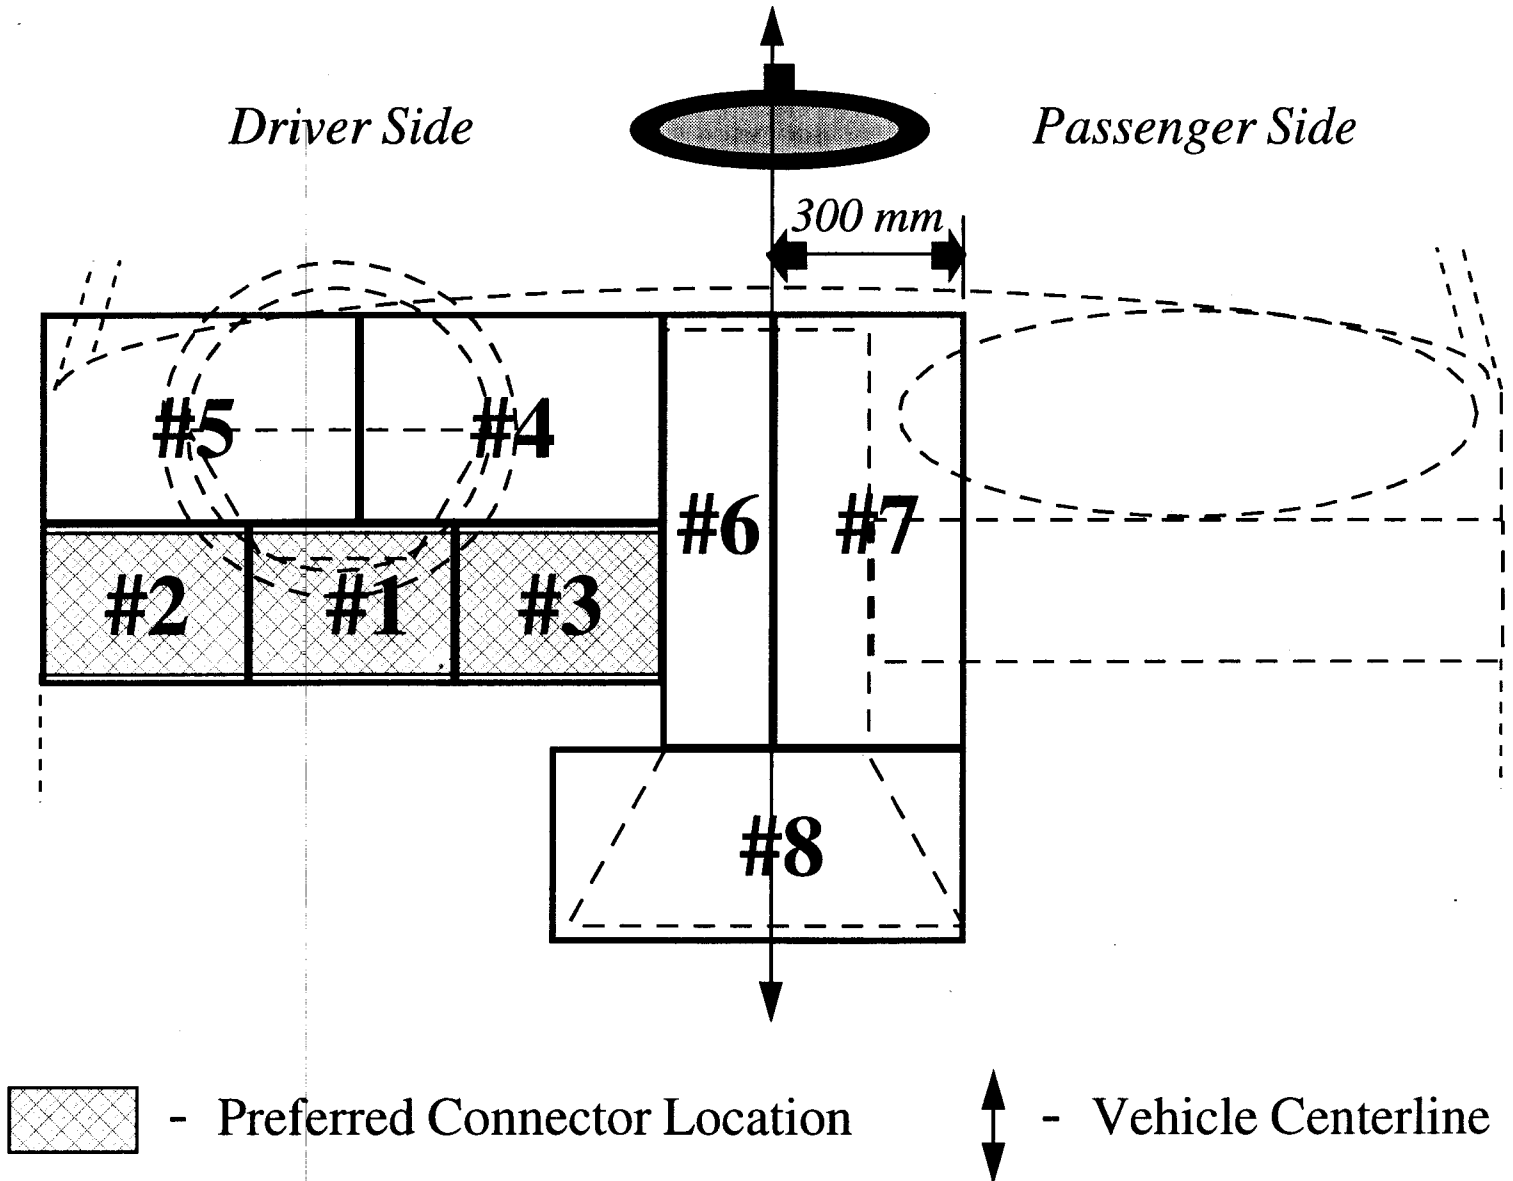 Driver Side
Passenger Side
300 mm
#5
#4
#6
#7
#2
#1
#3
#8
- Preferred Connector Location
- Vehicle Centerline